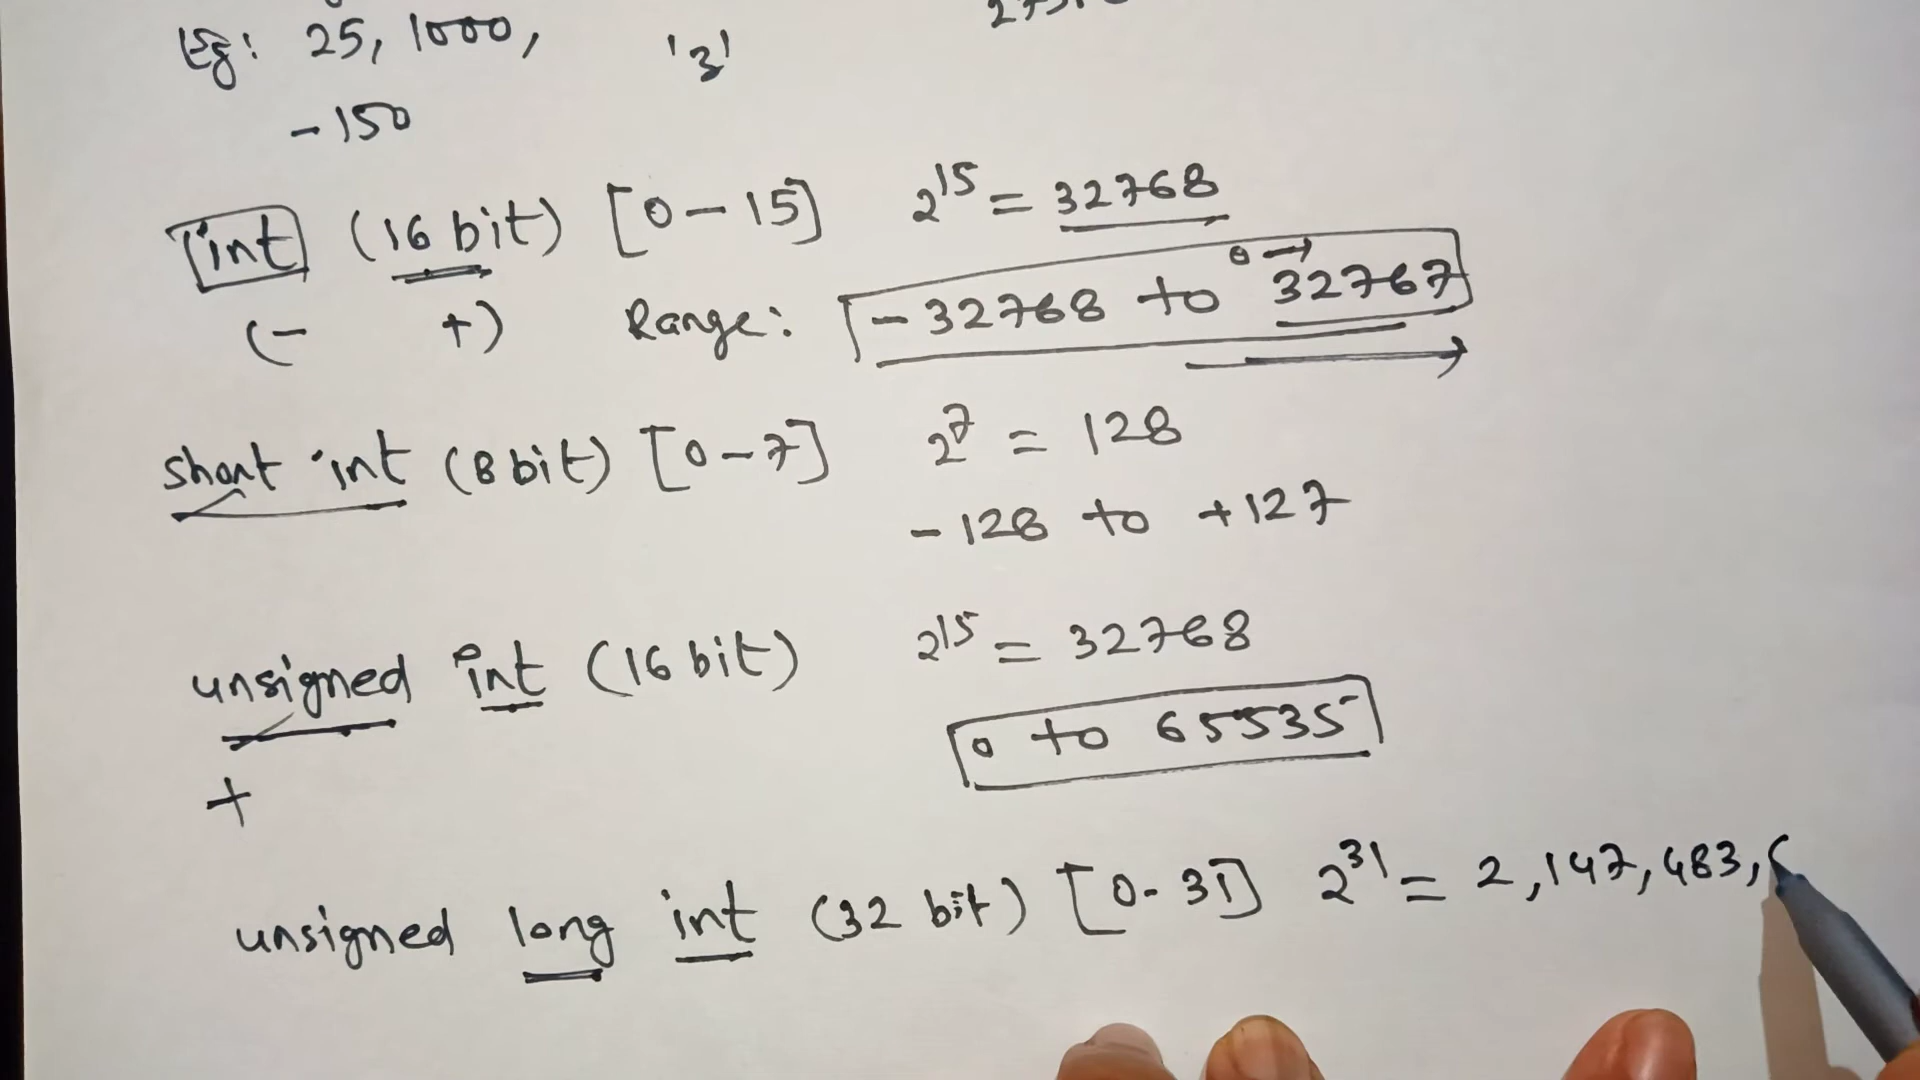 Eg: 25, 1000, '3'
-150
int (16 bit) [0-15] 2^15 = 32768
(- +) Range: -32768 to 0→ 32767
short int (8 bit) [0-7] 2^7 = 128
-128 to +127
unsigned int (16 bit) 2^15 = 32768
0 to 65535
+
unsigned long int (32 bit) [0-31] 2^31 = 2,147,483,